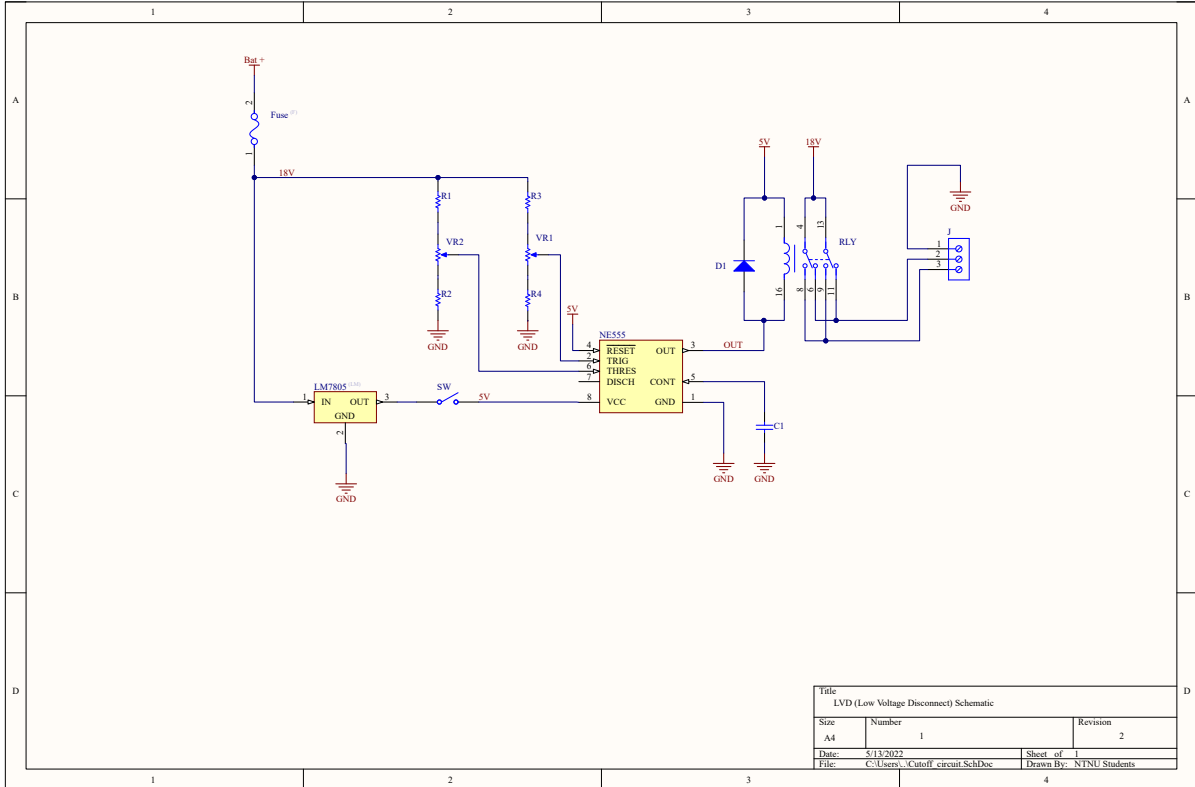 1 2 3 4
A A
Bat +
2
Fuse
1
18V
5V 18V
GND
R1 R3
1 4 13
J
VR2 VR1 RLY
1
2
3
D1
B B
R2 R4
16 8 6 9 11
5V
GND GND
NE555
4 RESET OUT 3 OUT
2 TRIG
6 THRES
7 DISCH CONT 5
8 VCC GND 1
LM7805
1 IN OUT 3
GND
2
SW
5V
C1
GND GND
GND
C C
D D
Title
LVD (Low Voltage Disconnect) Schematic
Size Number Revision
A4 1 2
Date: 5/13/2022 Sheet of 1
File: C:\Users\..\Cutoff_circuit.SchDoc Drawn By: NTNU Students
1 2 3 4